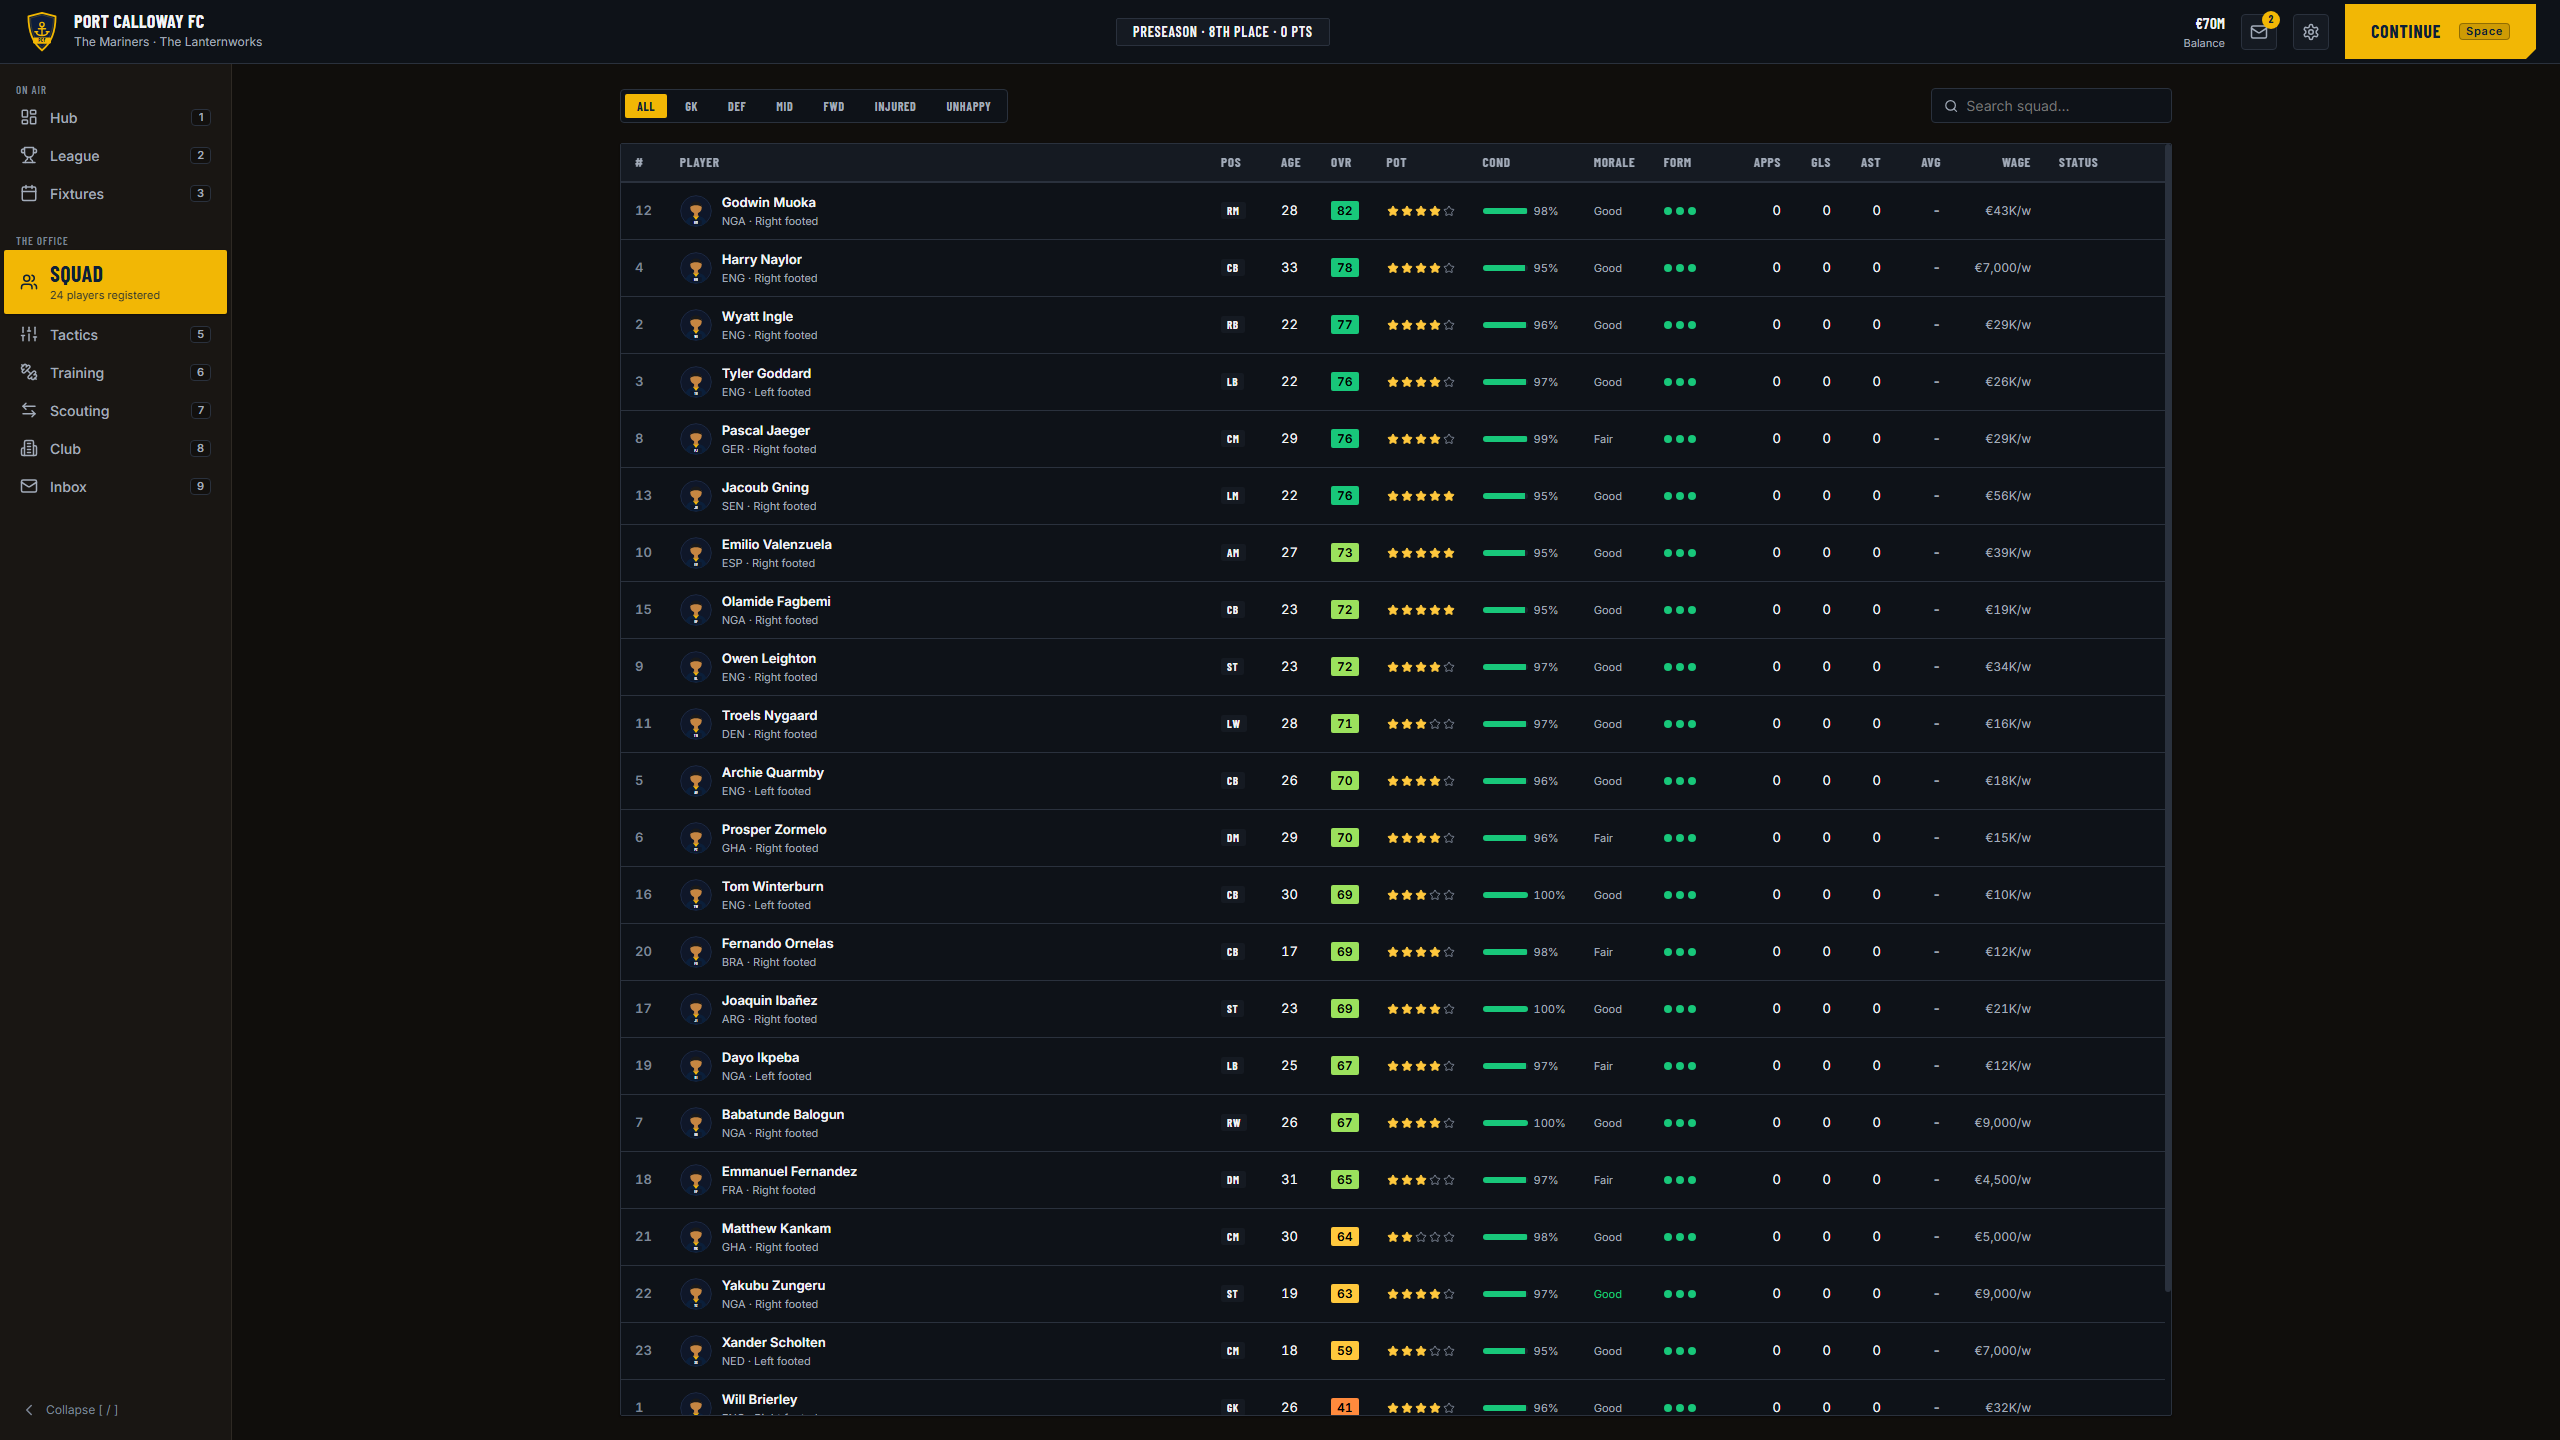 PORT CALLOWAY FC
The Mariners · The Lanternworks
PRESEASON · 8TH PLACE · 0 PTS
€70M
Balance
2
CONTINUE Space
ON AIR
Hub 1
League 2
Fixtures 3
THE OFFICE
SQUAD
24 players registered
Tactics 5
Training 6
Scouting 7
Club 8
Inbox 9
Collapse [ / ]
ALL GK DEF MID FWD INJURED UNHAPPY
Search squad...
# PLAYER POS AGE OVR POT COND MORALE FORM APPS GLS AST AVG WAGE STATUS
12 Godwin Muoka RM 28 82 98% Good 0 0 0 - €43K/w
NGA · Right footed
4 Harry Naylor CB 33 78 95% Good 0 0 0 - €7,000/w
ENG · Right footed
2 Wyatt Ingle RB 22 77 96% Good 0 0 0 - €29K/w
ENG · Right footed
3 Tyler Goddard LB 22 76 97% Good 0 0 0 - €26K/w
ENG · Left footed
8 Pascal Jaeger CM 29 76 99% Fair 0 0 0 - €29K/w
GER · Right footed
13 Jacoub Gning LM 22 76 95% Good 0 0 0 - €56K/w
SEN · Right footed
10 Emilio Valenzuela AM 27 73 95% Good 0 0 0 - €39K/w
ESP · Right footed
15 Olamide Fagbemi CB 23 72 95% Good 0 0 0 - €19K/w
NGA · Right footed
9 Owen Leighton ST 23 72 97% Good 0 0 0 - €34K/w
ENG · Right footed
11 Troels Nygaard LW 28 71 97% Good 0 0 0 - €16K/w
DEN · Right footed
5 Archie Quarmby CB 26 70 96% Good 0 0 0 - €18K/w
ENG · Left footed
6 Prosper Zormelo DM 29 70 96% Fair 0 0 0 - €15K/w
GHA · Right footed
16 Tom Winterburn CB 30 69 100% Good 0 0 0 - €10K/w
ENG · Left footed
20 Fernando Ornelas CB 17 69 98% Fair 0 0 0 - €12K/w
BRA · Right footed
17 Joaquin Ibañez ST 23 69 100% Good 0 0 0 - €21K/w
ARG · Right footed
19 Dayo Ikpeba LB 25 67 97% Fair 0 0 0 - €12K/w
NGA · Left footed
7 Babatunde Balogun RW 26 67 100% Good 0 0 0 - €9,000/w
NGA · Right footed
18 Emmanuel Fernandez DM 31 65 97% Fair 0 0 0 - €4,500/w
FRA · Right footed
21 Matthew Kankam CM 30 64 98% Good 0 0 0 - €5,000/w
GHA · Right footed
22 Yakubu Zungeru ST 19 63 97% Good 0 0 0 - €9,000/w
NGA · Right footed
23 Xander Scholten CM 18 59 95% Good 0 0 0 - €7,000/w
NED · Left footed
1 Will Brierley GK 26 41 96% Good 0 0 0 - €32K/w